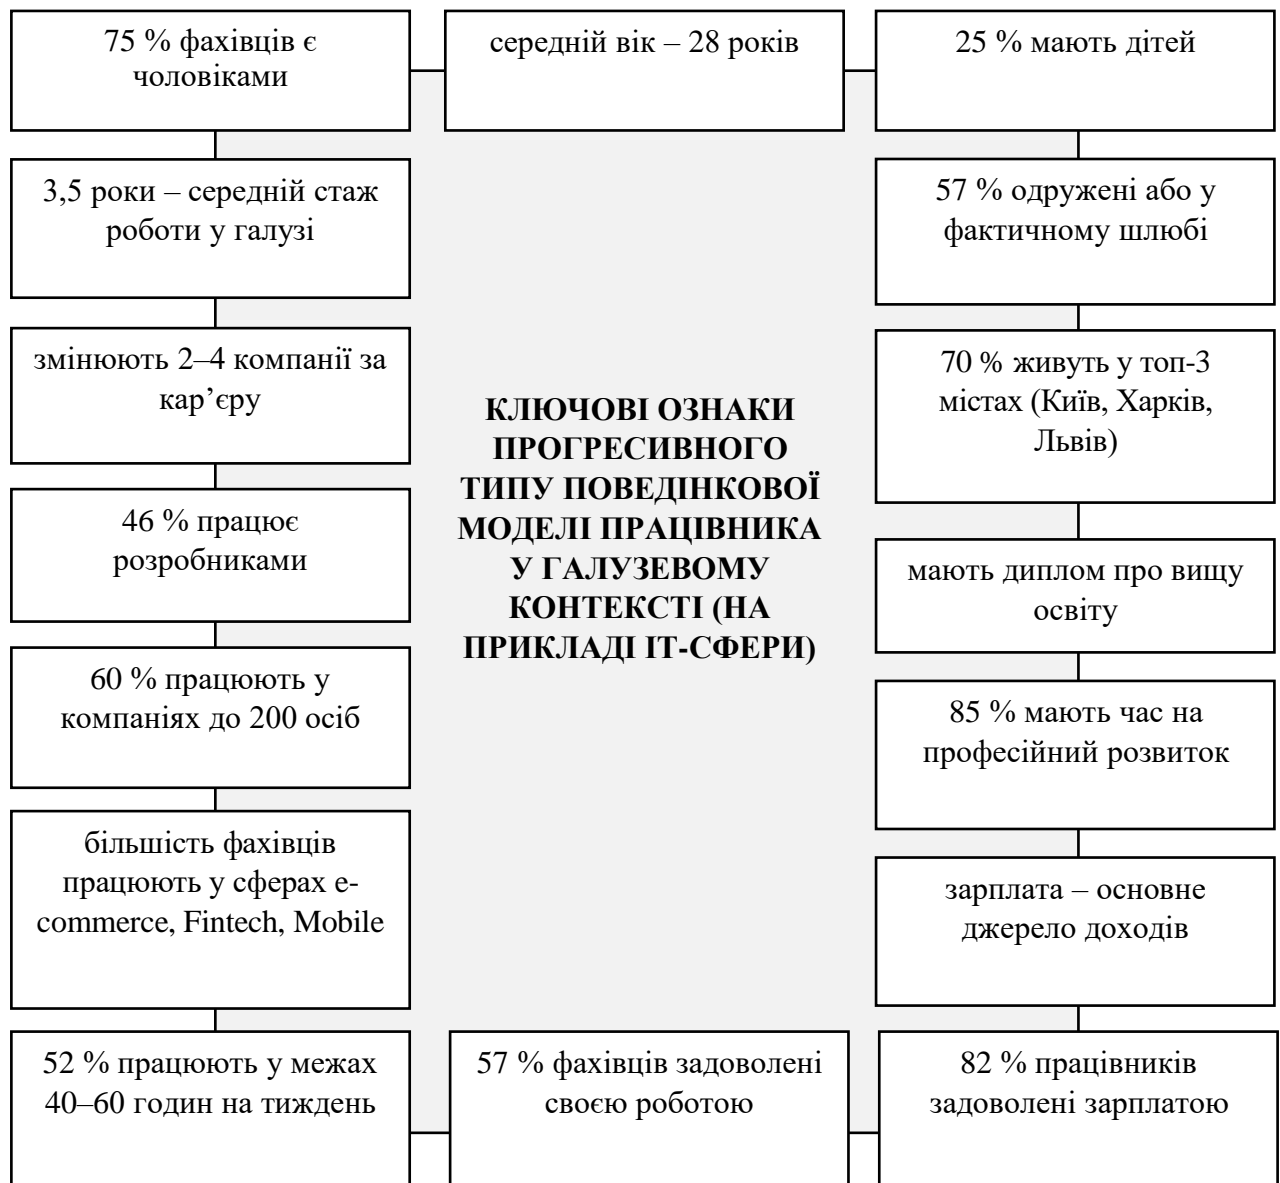 75 % фахівців є
чоловіками
середній вік – 28 років
25 % мають дітей
3,5 роки – середній стаж
роботи у галузі
57 % одружені або у
фактичному шлюбі
змінюють 2–4 компанії за
кар’єру
70 % живуть у топ-3
містах (Київ, Харків,
Львів)
КЛЮЧОВІ ОЗНАКИ
ПРОГРЕСИВНОГО
ТИПУ ПОВЕДІНКОВОЇ
МОДЕЛІ ПРАЦІВНИКА
У ГАЛУЗЕВОМУ
КОНТЕКСТІ (НА
ПРИКЛАДІ ІТ-СФЕРИ)
46 % працює
розробниками
мають диплом про вищу
освіту
60 % працюють у
компаніях до 200 осіб
85 % мають час на
професійний розвиток
більшість фахівців
працюють у сферах e-
commerce, Fintech, Mobile
зарплата – основне
джерело доходів
52 % працюють у межах
40–60 годин на тиждень
57 % фахівців задоволені
своєю роботою
82 % працівників
задоволені зарплатою